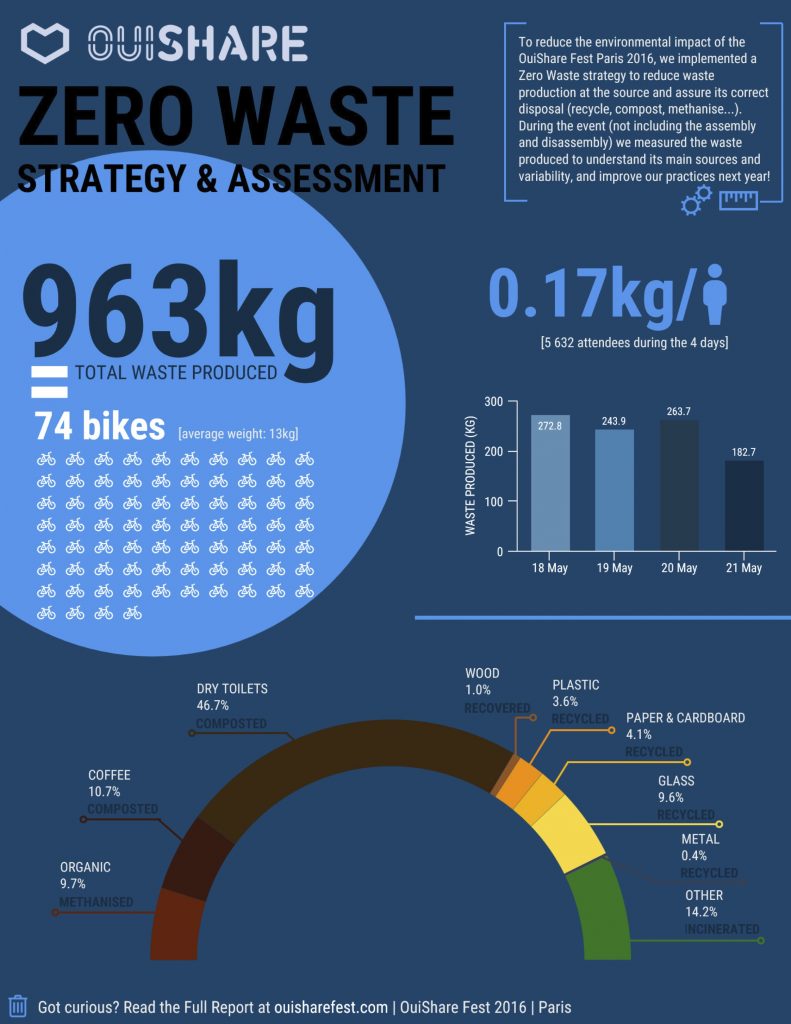 OUISHARE
ZERO WASTE
STRATEGY & ASSESSMENT
To reduce the environmental impact of the
OuiShare Fest Paris 2016, we implemented a
Zero Waste strategy to reduce waste
production at the source and assure its correct
disposal (recycle, compost, methanise...).
During the event (not including the assembly
and disassembly) we measured the waste
produced to understand its main sources and
variability, and improve our practices next year!
963kg
TOTAL WASTE PRODUCED
74 bikes [average weight: 13kg]
0.17kg/
[5 632 attendees during the 4 days]
WASTE PRODUCED (KG)
300
200
100
0
272.8
243.9
263.7
182.7
18 May
19 May
20 May
21 May
DRY TOILETS
46.7%
COMPOSTED
COFFEE
10.7%
COMPOSTED
ORGANIC
9.7%
METHANISED
WOOD
1.0%
RECOVERED
PLASTIC
3.6%
RECYCLED
PAPER & CARDBOARD
4.1%
RECYCLED
GLASS
9.6%
RECYCLED
METAL
0.4%
RECYCLED
OTHER
14.2%
INCINERATED
Got curious? Read the Full Report at ouisharefest.com | OuiShare Fest 2016 | Paris